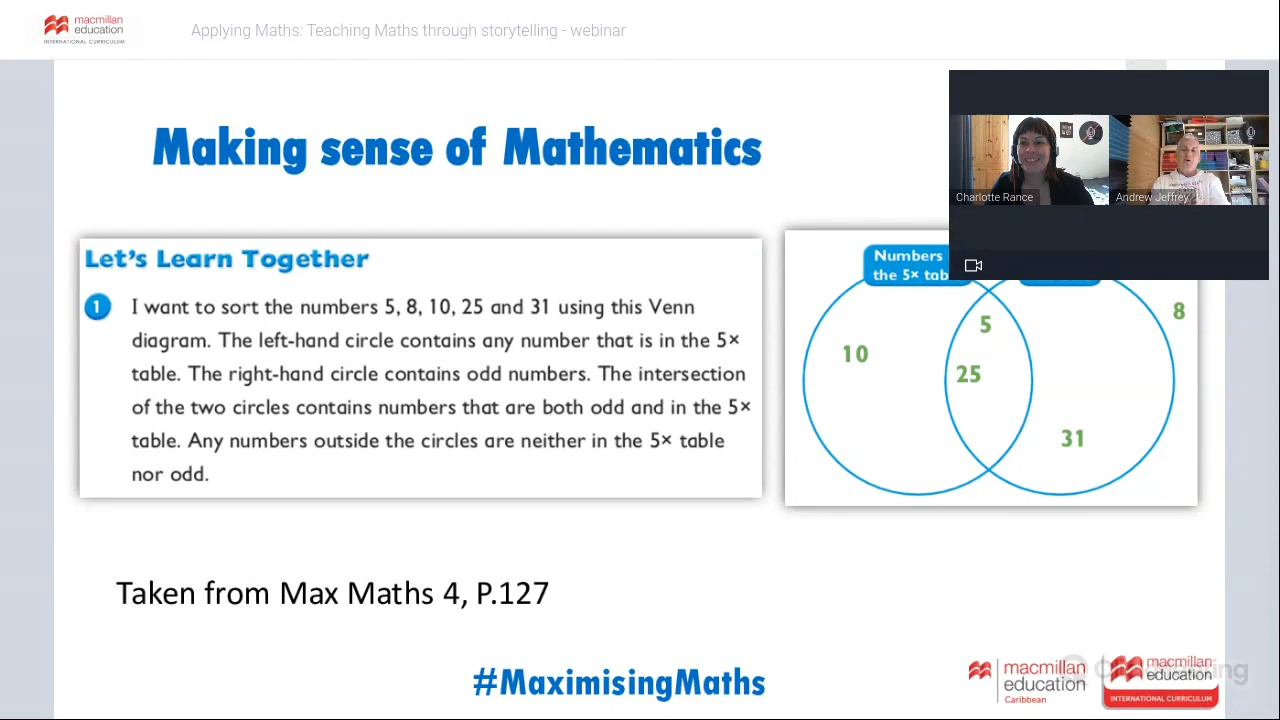 macmillan
education
INTERNATIONAL CURRICULUM
Applying Maths: Teaching Maths through storytelling - webinar
Making sense of Mathematics
Charlotte Rance
Andrew Jeffrey
Let's Learn Together
1 I want to sort the numbers 5, 8, 10, 25 and 31 using this Venn
diagram. The left-hand circle contains any number that is in the 5×
table. The right-hand circle contains odd numbers. The intersection
of the two circles contains numbers that are both odd and in the 5×
table. Any numbers outside the circles are neither in the 5× table
nor odd.
Numbers
the 5× tab
8
5
10
25
31
Taken from Max Maths 4, P.127
#MaximisingMaths
macmillan
education
Caribbean
macmillan
education
INTERNATIONAL CURRICULUM